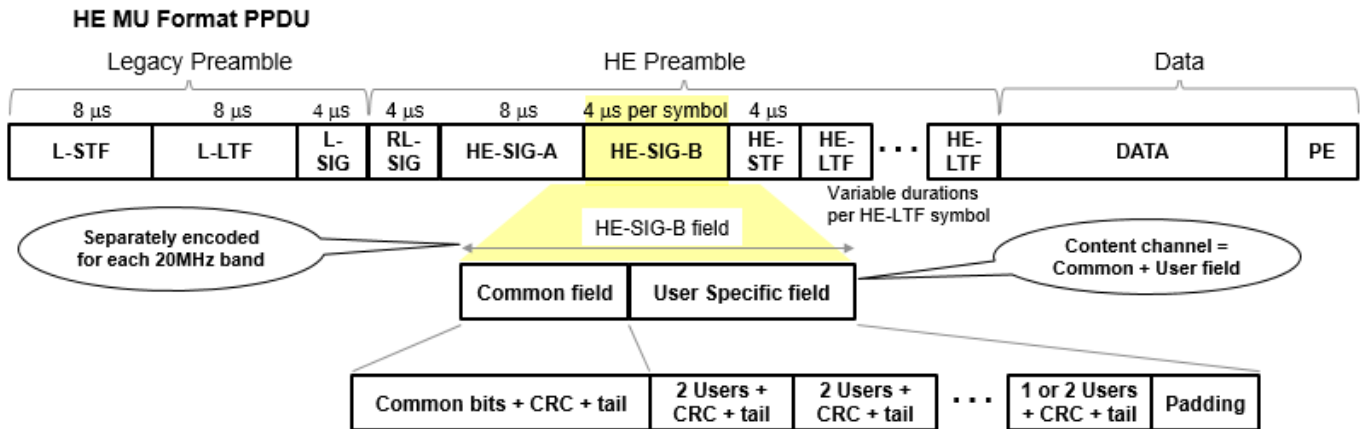 HE MU Format PPDU
Legacy Preamble
HE Preamble
Data
8 μs
8 μs
4 μs
4 μs
8 μs
4 μs per symbol
4 μs
L-STF
L-LTF
L-
SIG
RL-
SIG
HE-SIG-A
HE-SIG-B
HE-
STF
HE-
LTF
...
HE-
LTF
DATA
PE
Variable durations
per HE-LTF symbol
Separately encoded
for each 20MHz band
HE-SIG-B field
Content channel =
Common + User field
Common field
User Specific field
Common bits + CRC + tail
2 Users +
CRC + tail
2 Users +
CRC + tail
...
1 or 2 Users
+ CRC + tail
Padding